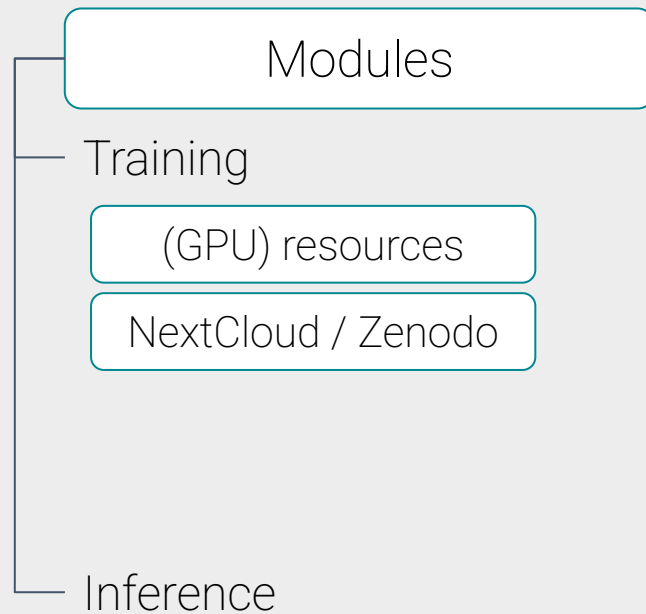 Modules
Training
(GPU) resources
NextCloud / Zenodo
Inference